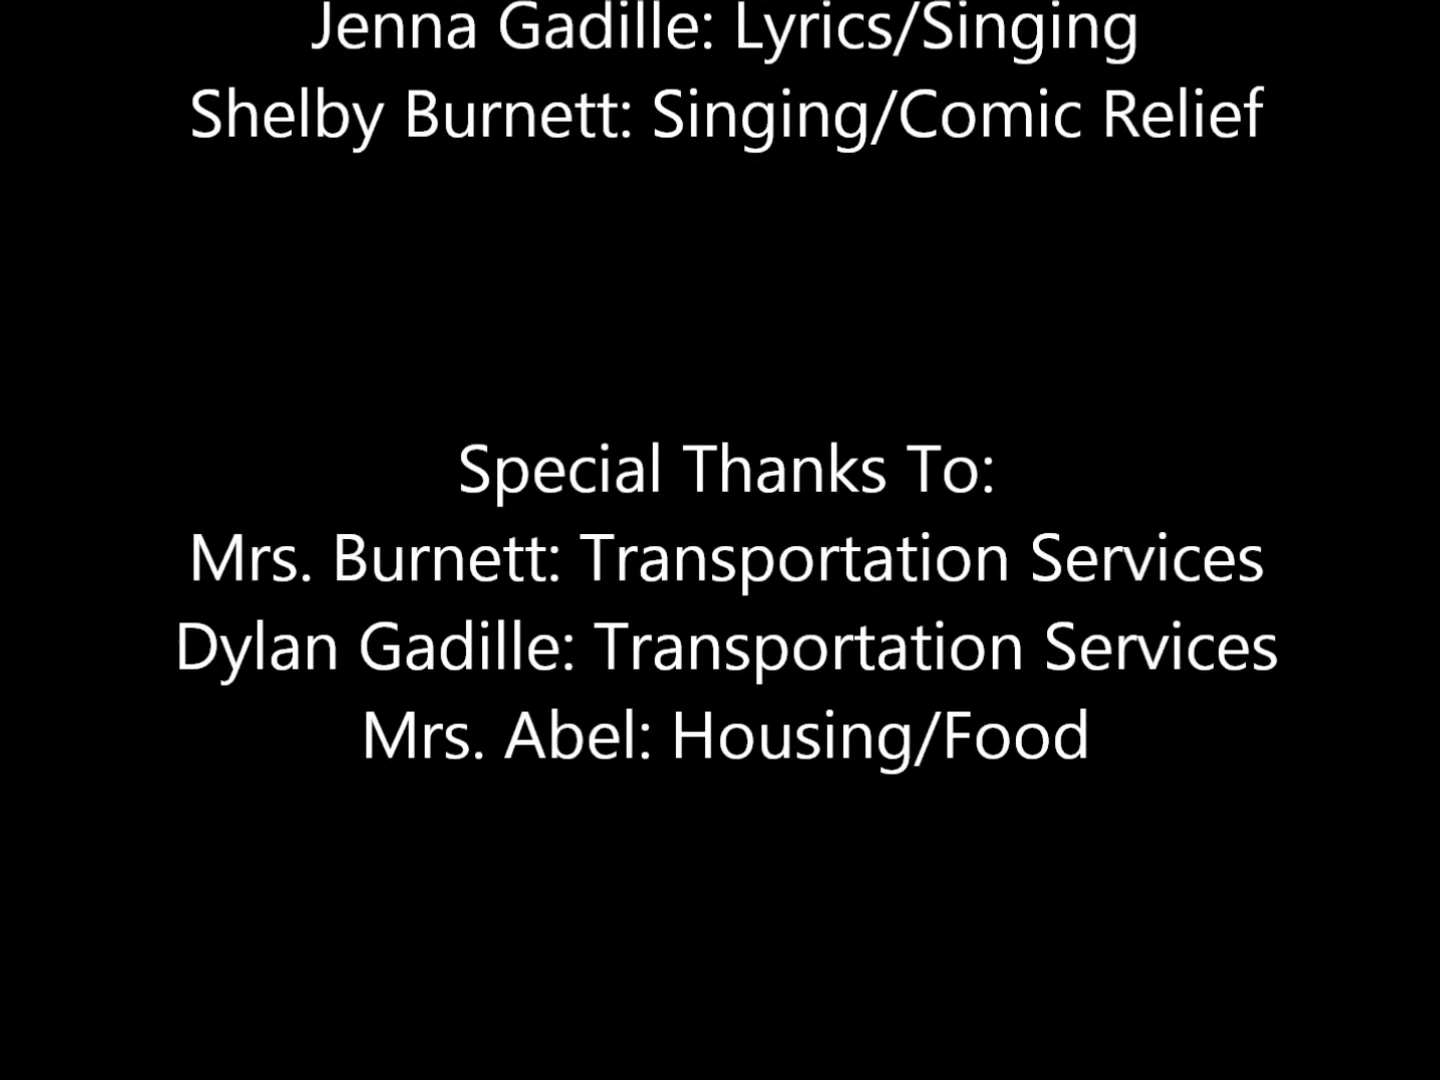 Jenna Gadille: Lyrics/Singing
Shelby Burnett: Singing/Comic Relief
Special Thanks To:
Mrs. Burnett: Transportation Services
Dylan Gadille: Transportation Services
Mrs. Abel: Housing/Food